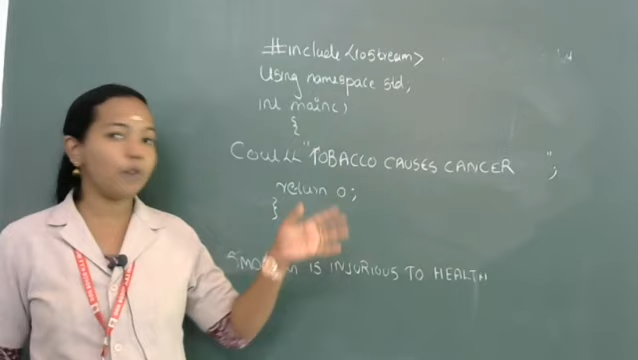 #include <iostream>
Using namespace std;
int main()
{
Cout<< "TOBACCO CAUSES CANCER ";
return 0;
}
IS INJURIOUS TO HEALTH